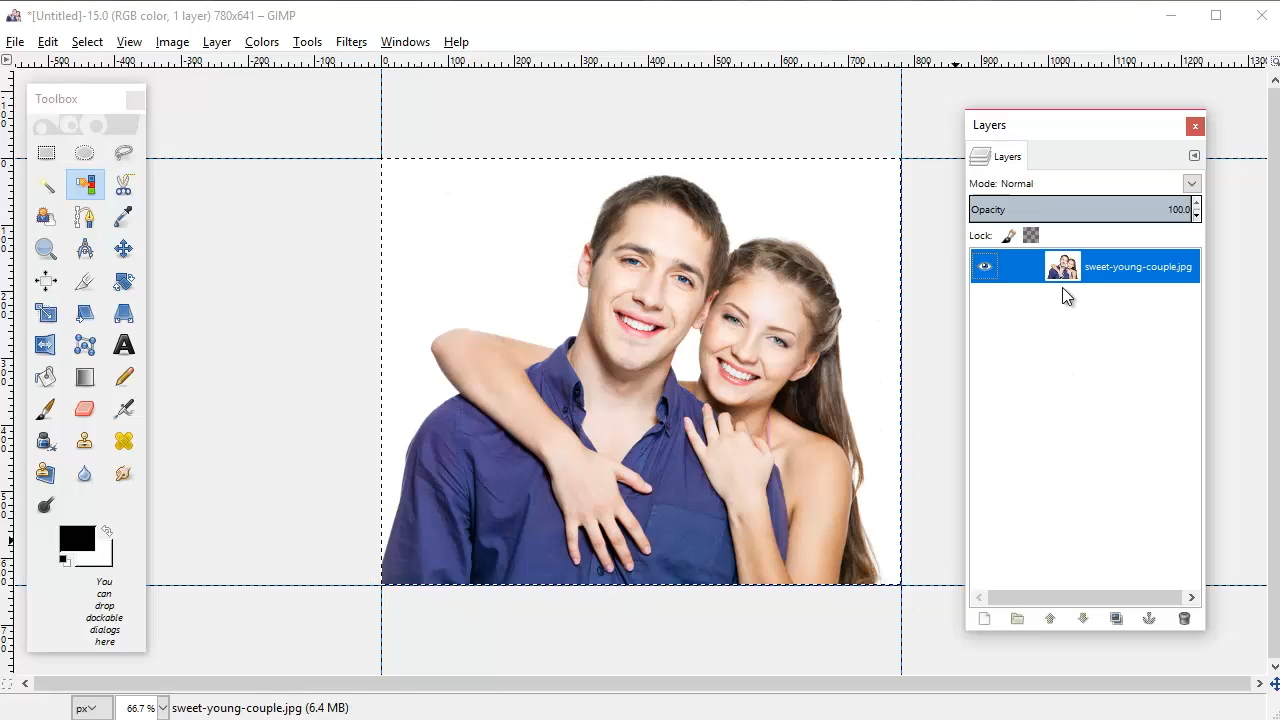 *[Untitled]-15.0 (RGB color, 1 layer) 780x641 – GIMP
File Edit Select View Image Layer Colors Tools Filters Windows Help
-500 -400 -300 -200 -100 0 100 200 300 400 500 600 700 800 900 1000 1100 1200 1300
Toolbox
You
can
drop
dockable
dialogs
here
Layers
Layers
Mode: Normal
Opacity 100.0
Lock:
sweet-young-couple.jpg
px 66.7 % sweet-young-couple.jpg (6.4 MB)